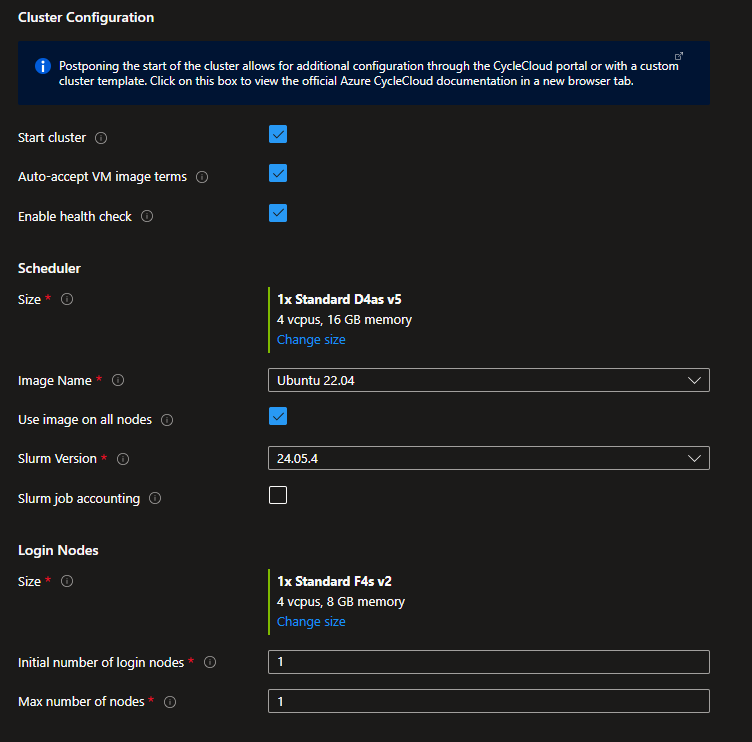 Cluster Configuration
Postponing the start of the cluster allows for additional configuration through the CycleCloud portal or with a custom
cluster template. Click on this box to view the official Azure CycleCloud documentation in a new browser tab.
Start cluster
Auto-accept VM image terms
Enable health check
Scheduler
Size *
1x Standard D4as v5
4 vcpus, 16 GB memory
Change size
Image Name *
Ubuntu 22.04
Use image on all nodes
Slurm Version *
24.05.4
Slurm job accounting
Login Nodes
Size *
1x Standard F4s v2
4 vcpus, 8 GB memory
Change size
Initial number of login nodes *
1
Max number of nodes *
1